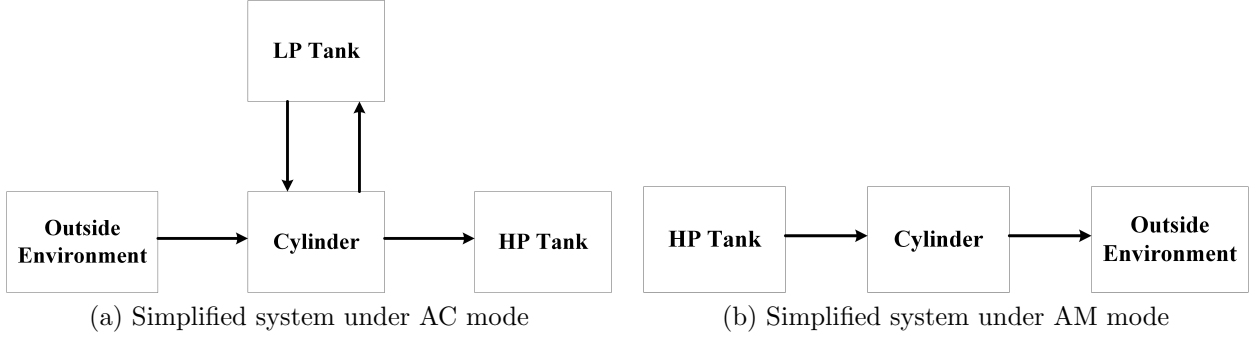 LP Tank
Outside
Environment
Cylinder
HP Tank
(a) Simplified system under AC mode
HP Tank
Cylinder
Outside
Environment
(b) Simplified system under AM mode